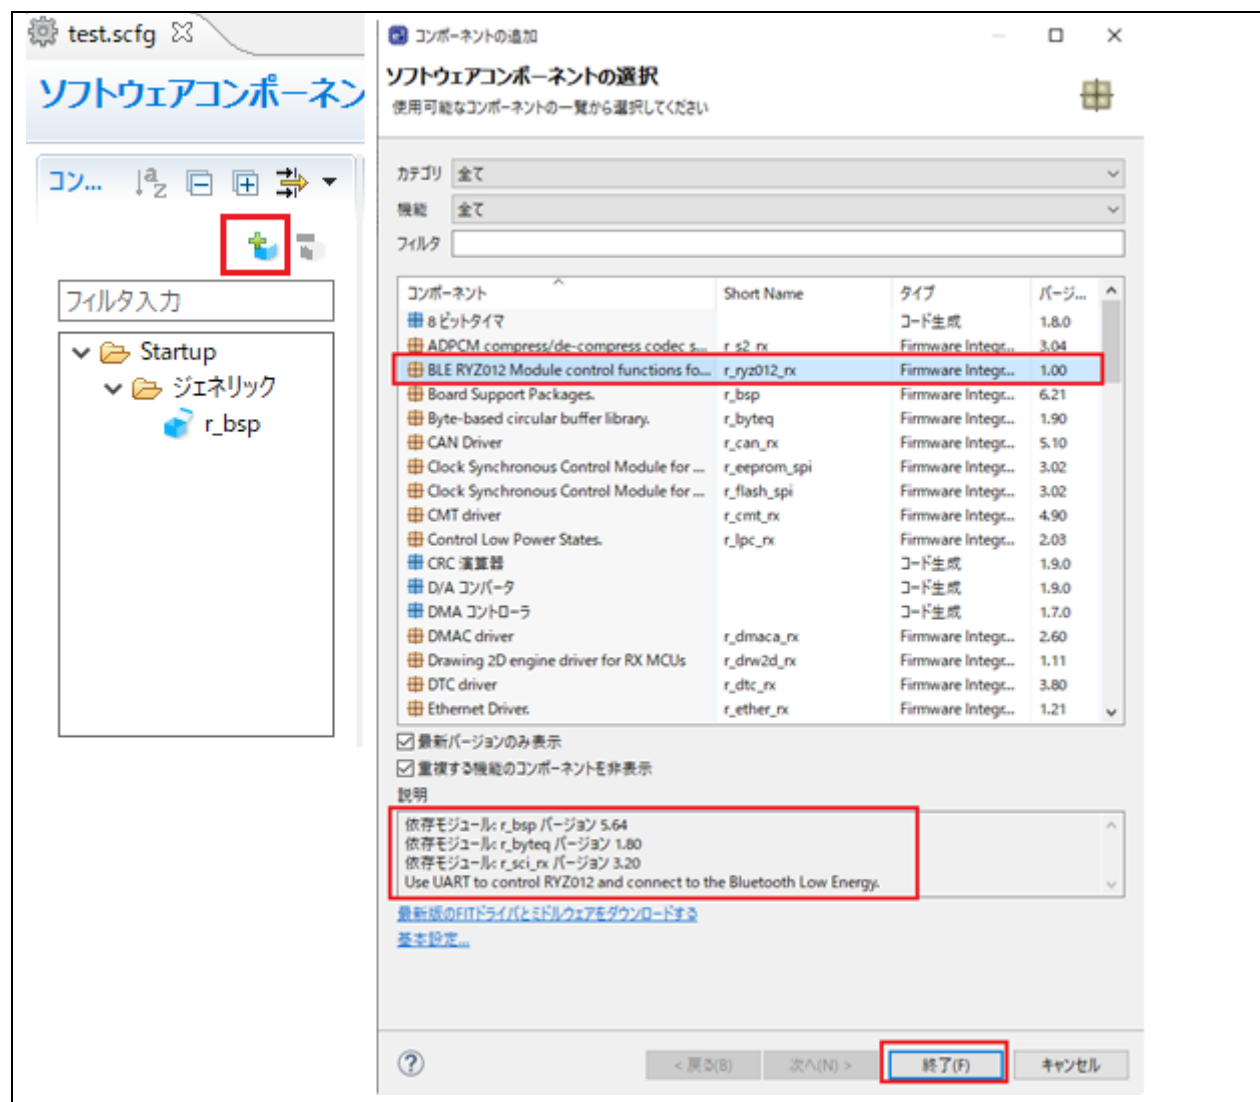 test.scfg
ソフトウェアコンポーネン
コン...
フィルタ入力
Startup
ジェネリック
r_bsp
コンポーネントの追加
ソフトウェアコンポーネントの選択
使用可能なコンポーネントの一覧から選択してください
カテゴリ 全て
機能 全て
フィルタ
コンポーネント Short Name タイプ バージ...
8 ビットタイマ コード生成 1.8.0
ADPCM compress/de-compress codec s... r_s2_rx Firmware Integr... 3.04
BLE RYZ012 Module control functions fo... r_ryz012_rx Firmware Integr... 1.00
Board Support Packages. r_bsp Firmware Integr... 6.21
Byte-based circular buffer library. r_byteq Firmware Integr... 1.90
CAN Driver r_can_rx Firmware Integr... 5.10
Clock Synchronous Control Module for ... r_eeprom_spi Firmware Integr... 3.02
Clock Synchronous Control Module for ... r_flash_spi Firmware Integr... 3.02
CMT driver r_cmt_rx Firmware Integr... 4.90
Control Low Power States. r_lpc_rx Firmware Integr... 2.03
CRC 演算器 コード生成 1.9.0
D/A コンバータ コード生成 1.9.0
DMA コントローラ コード生成 1.7.0
DMAC driver r_dmaca_rx Firmware Integr... 2.60
Drawing 2D engine driver for RX MCUs r_drw2d_rx Firmware Integr... 1.11
DTC driver r_dtc_rx Firmware Integr... 3.80
Ethernet Driver. r_ether_rx Firmware Integr... 1.21
最新バージョンのみ表示
重複する機能のコンポーネントを非表示
説明
依存モジュール: r_bsp バージョン 5.64
依存モジュール: r_byteq バージョン 1.80
依存モジュール: r_sci_rx バージョン 3.20
Use UART to control RYZ012 and connect to the Bluetooth Low Energy.
最新版のFITドライバとミドルウェアをダウンロードする
基本設定...
< 戻る(B) 次へ(N) > 終了(F) キャンセル